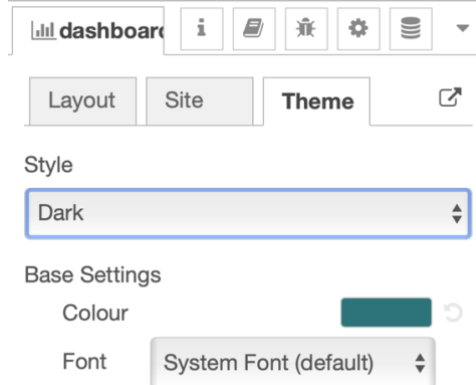 dashboard
Layout Site Theme
Style
Dark
Base Settings
Colour
Font System Font (default)